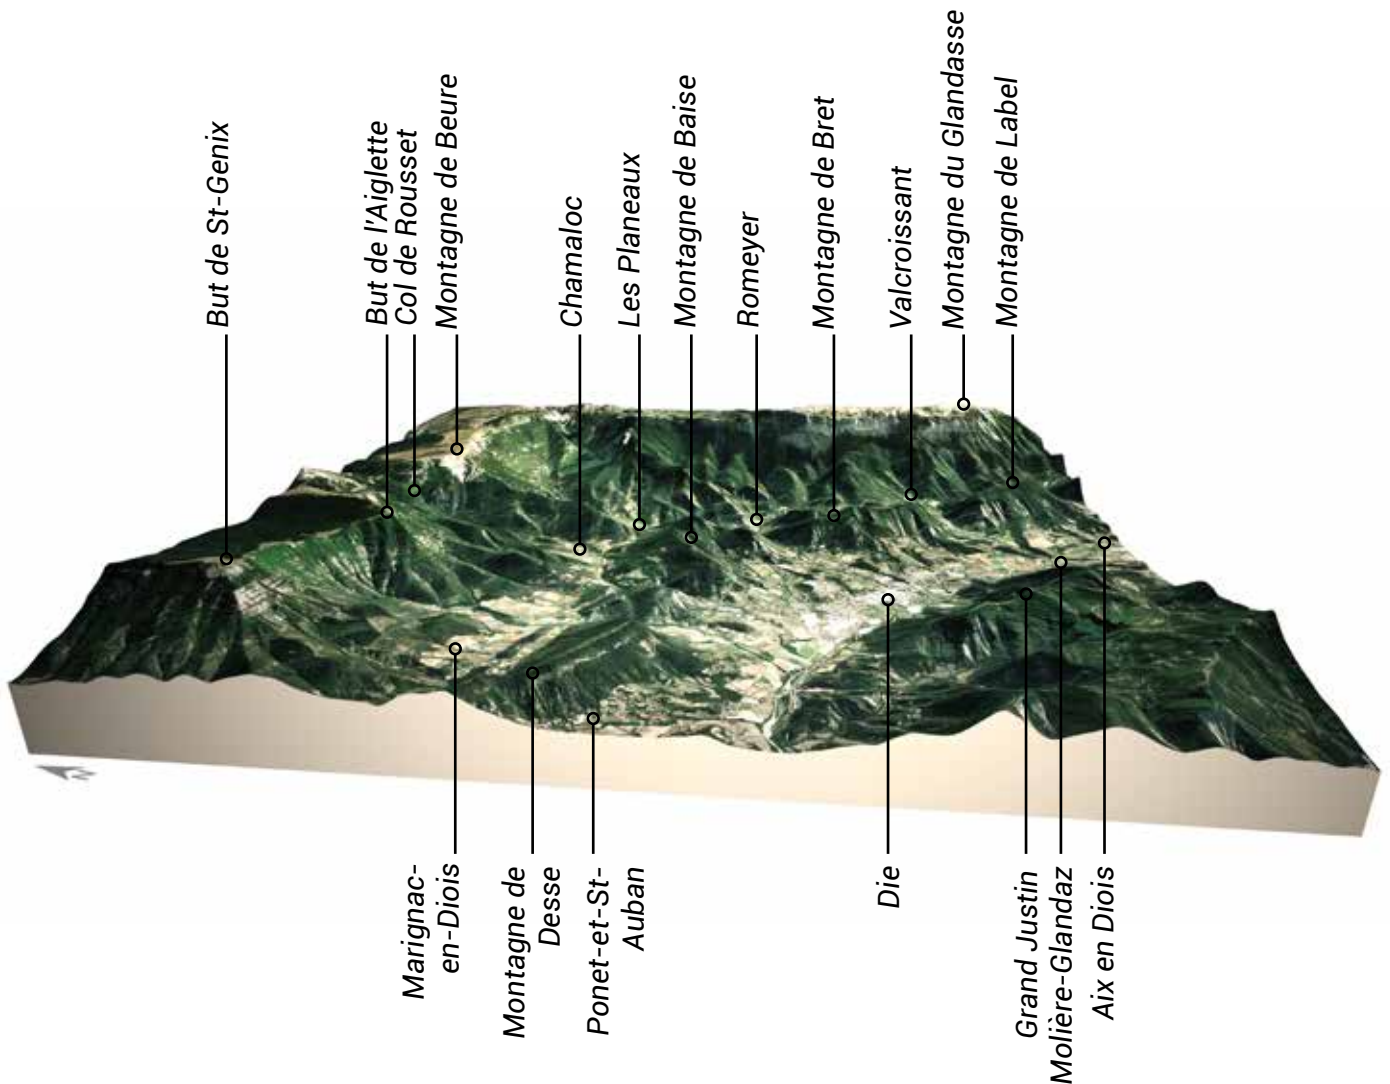 But de St-Genix
But de l'Aiglette
Col de Rousset
Montagne de Beure
Chamaloc
Les Planeaux
Montagne de Baise
Romeyer
Montagne de Bret
Valcroissant
Montagne du Glandasse
Montagne de Label
N
Marignac-
en-Diois
Montagne de
Desse
Ponet-et-St-
Auban
Die
Grand Justin
Molière-Glandaz
Aix en Diois